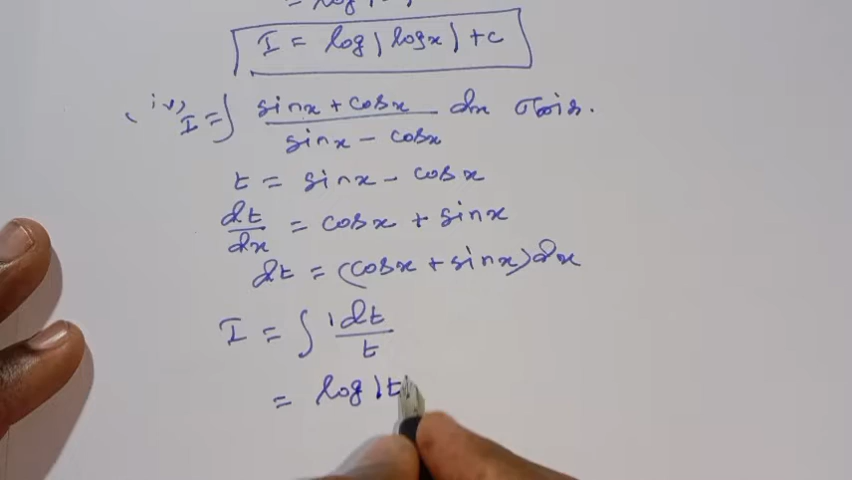 I = log|logx| + c
(iv) I = ∫ sinx + cosx / sinx - cosx dx
t = sinx - cosx
dt/dx = cosx + sinx
dt = (cosx + sinx) dx
I = ∫ 1 dt / t
= log|t|